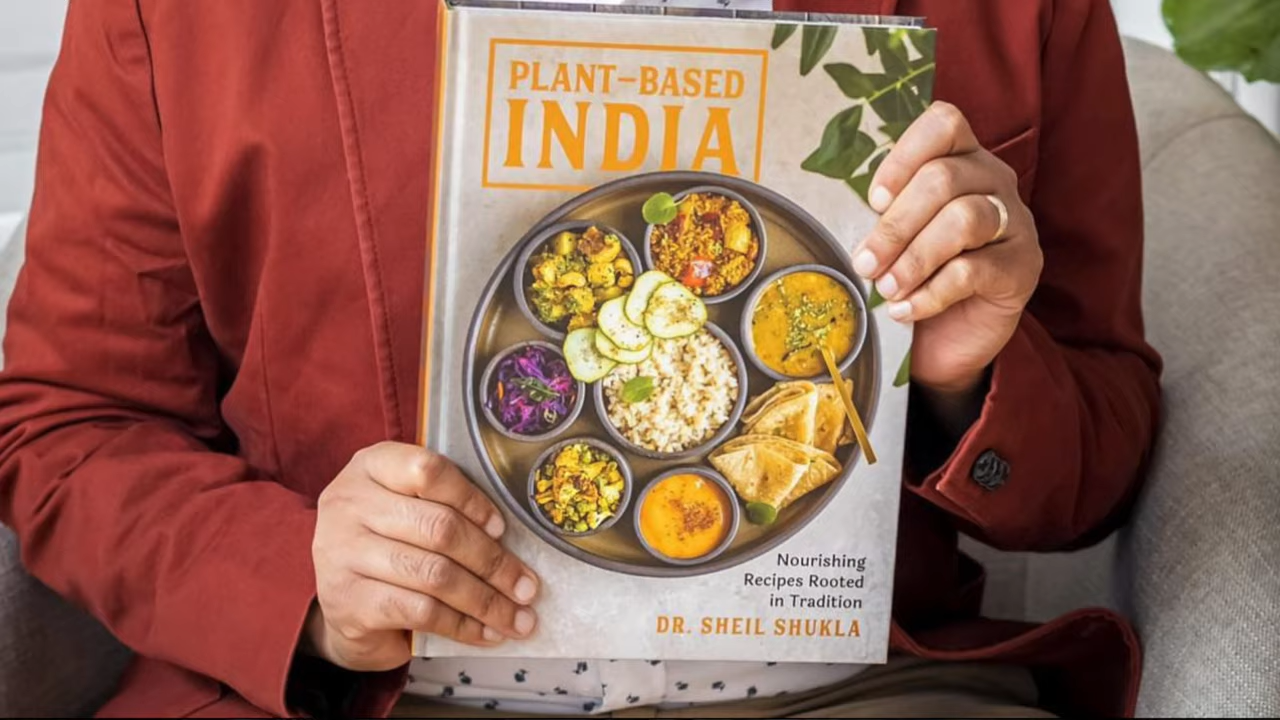 PLANT-BASED
INDIA
Nourishing
Recipes Rooted
in Tradition
DR. SHEIL SHUKLA